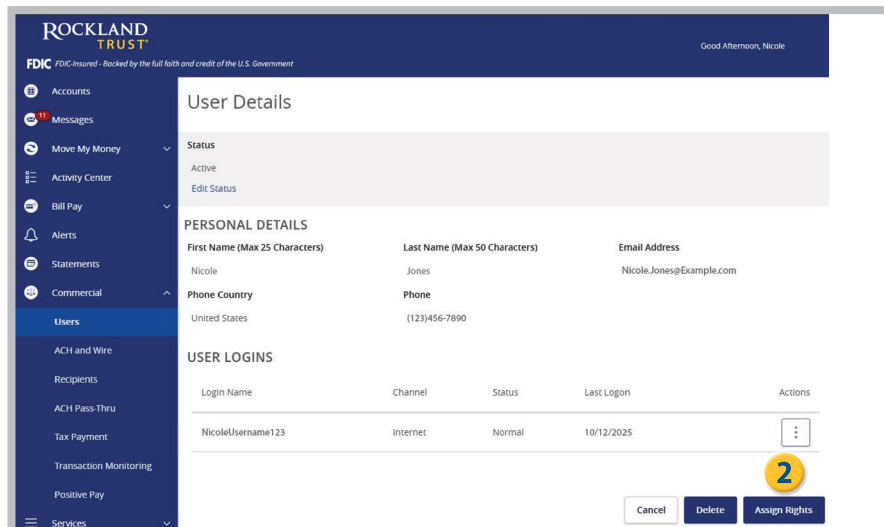 ROCKLAND
TRUST
Good Afternoon, Nicole
FDIC FDIC-Insured - Backed by the full faith and credit of the U.S. Government
Accounts
11
Messages
Move My Money
Activity Center
Bill Pay
Alerts
Statements
Commercial
Users
ACH and Wire
Recipients
ACH Pass-Thru
Tax Payment
Transaction Monitoring
Positive Pay
Services
User Details
Status
Active
Edit Status
PERSONAL DETAILS
First Name (Max 25 Characters) Last Name (Max 50 Characters) Email Address
Nicole Jones Nicole.Jones@Example.com
Phone Country Phone
United States (123)456-7890
USER LOGINS
Login Name Channel Status Last Logon Actions
NicoleUsername123 Internet Normal 10/12/2025
2
Cancel Delete Assign Rights